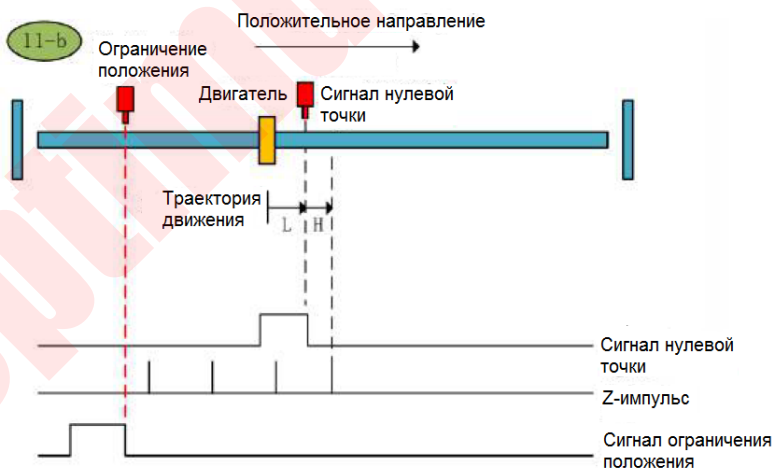 11-b
Положительное направление
Ограничение
положения
Двигатель
Сигнал нулевой
точки
Траектория
движения
L
H
Сигнал нулевой
точки
Z-импульс
Сигнал ограничения
положения